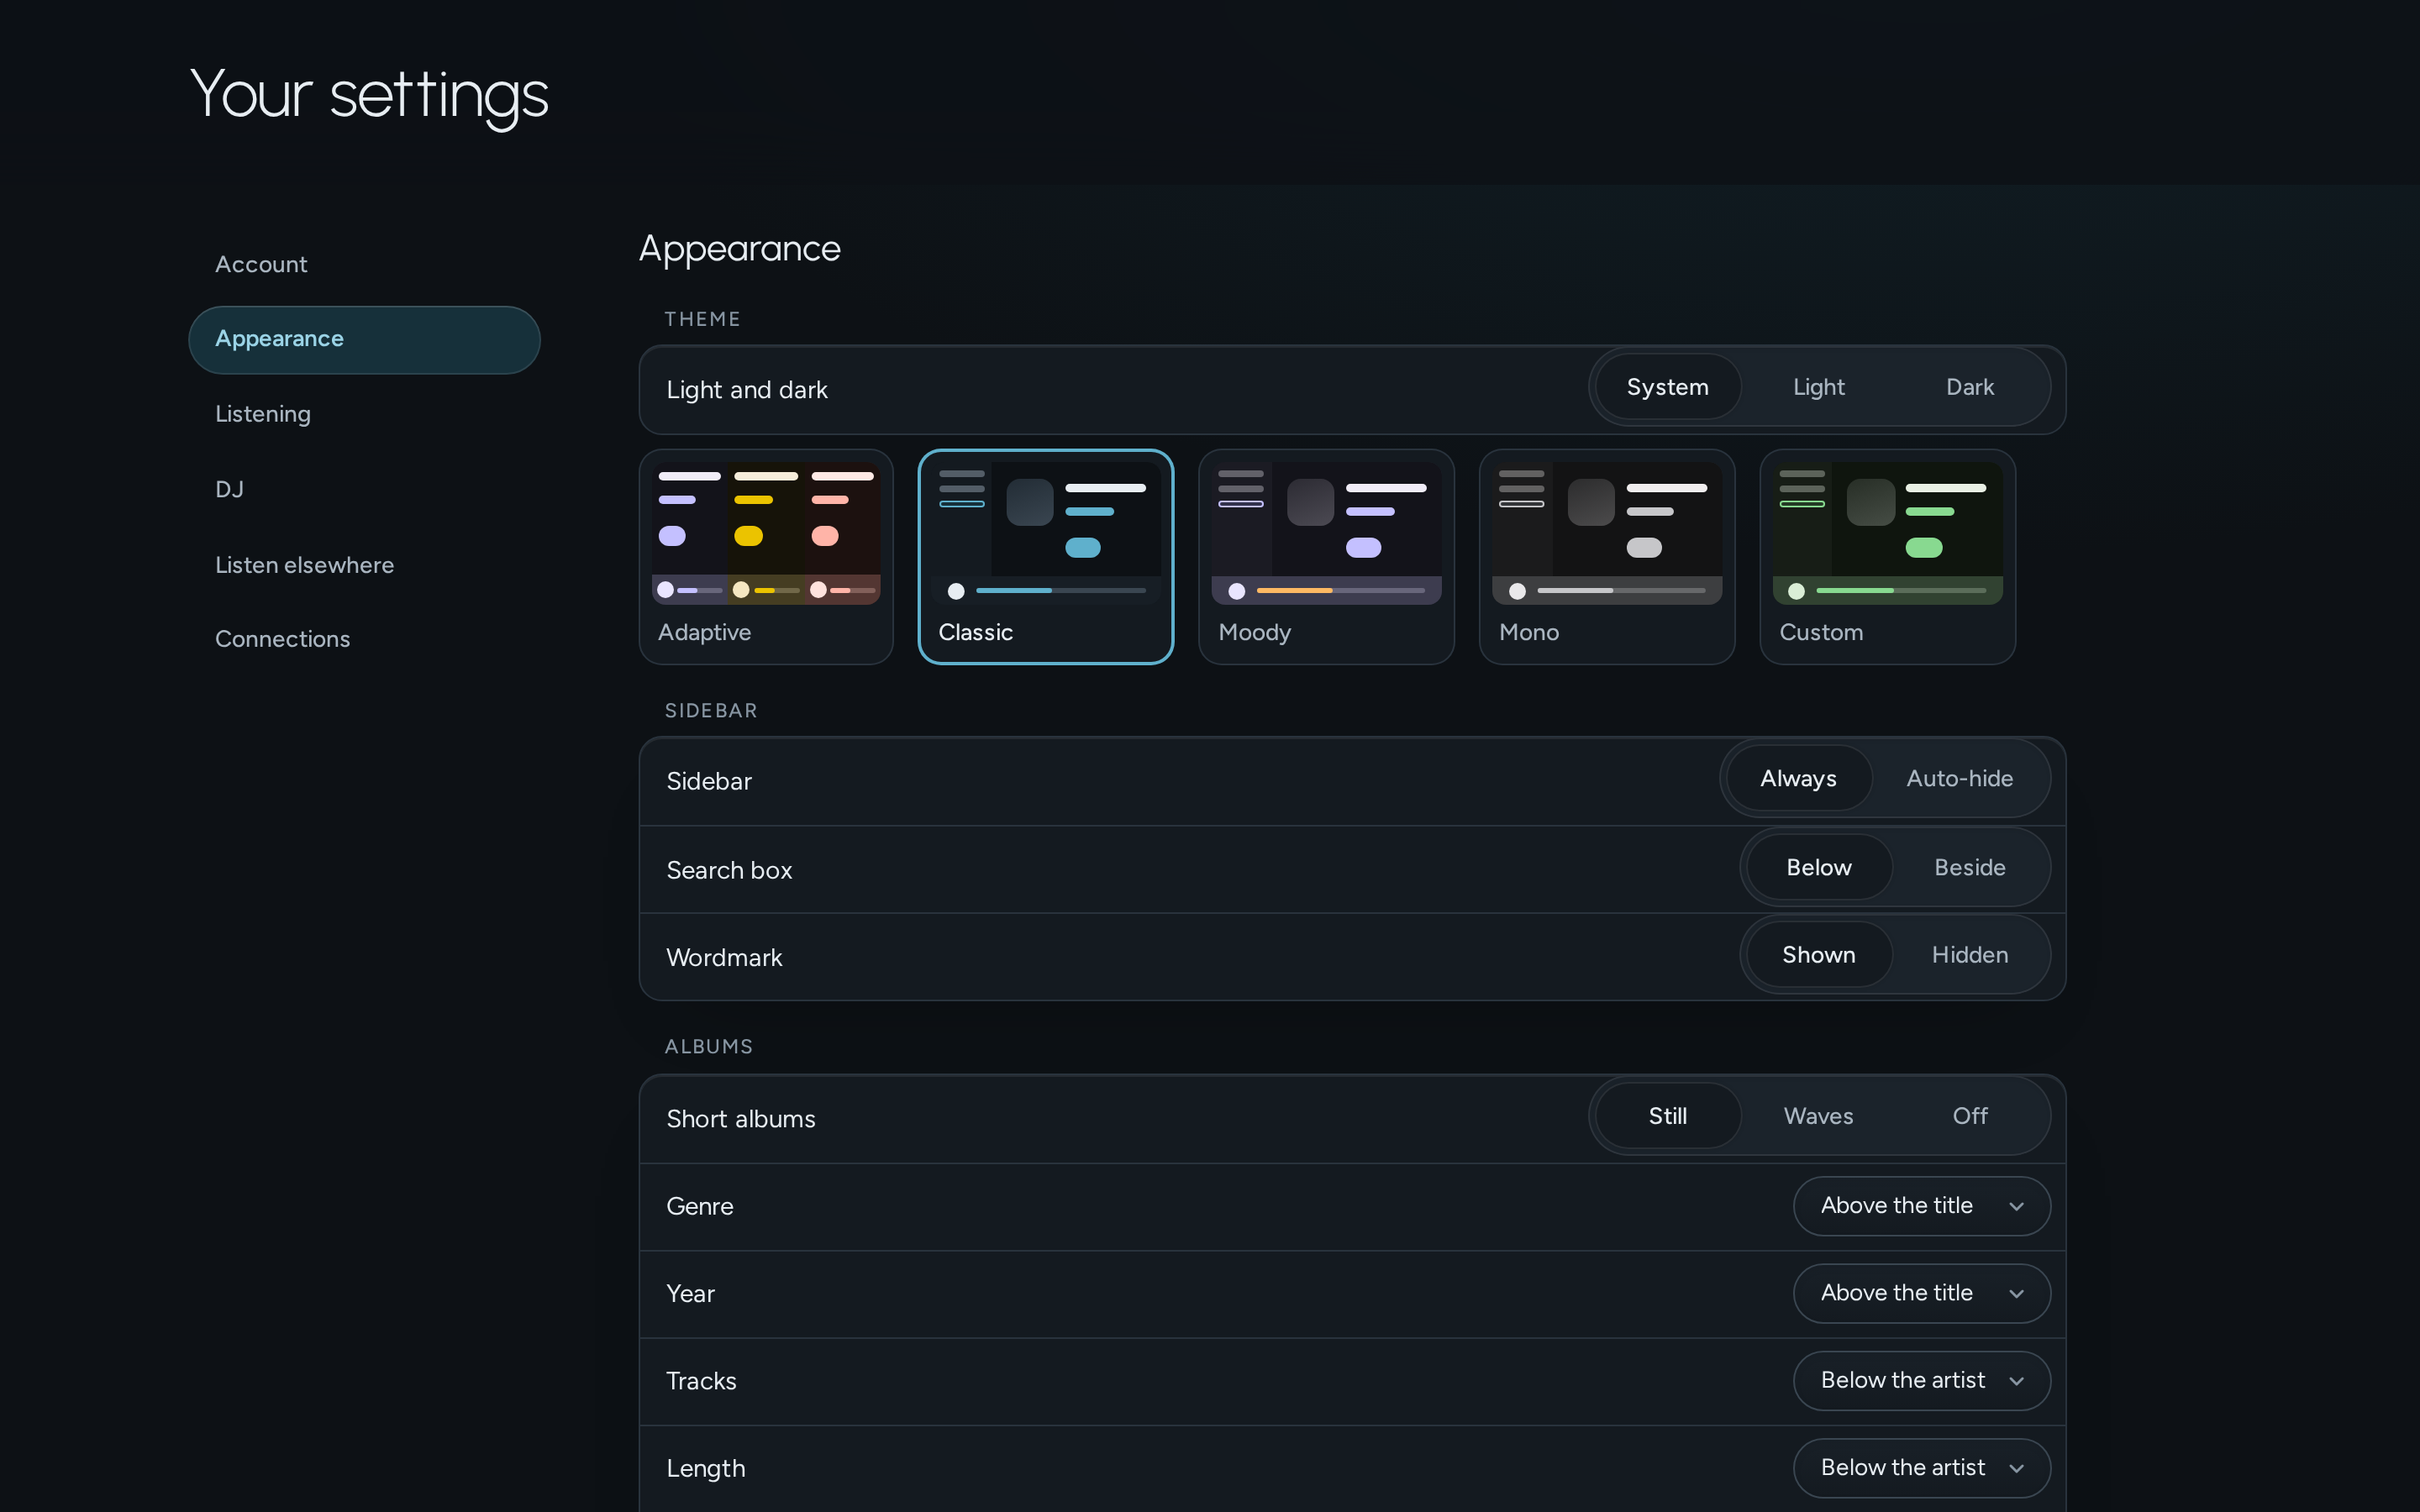 Your settings
Account
Appearance
Listening
DJ
Listen elsewhere
Connections
Appearance
THEME
Light and dark
System Light Dark
Adaptive Classic Moody Mono Custom
SIDEBAR
Sidebar
Always Auto-hide
Search box
Below Beside
Wordmark
Shown Hidden
ALBUMS
Short albums
Still Waves Off
Genre
Above the title
Year
Above the title
Tracks
Below the artist
Length
Below the artist